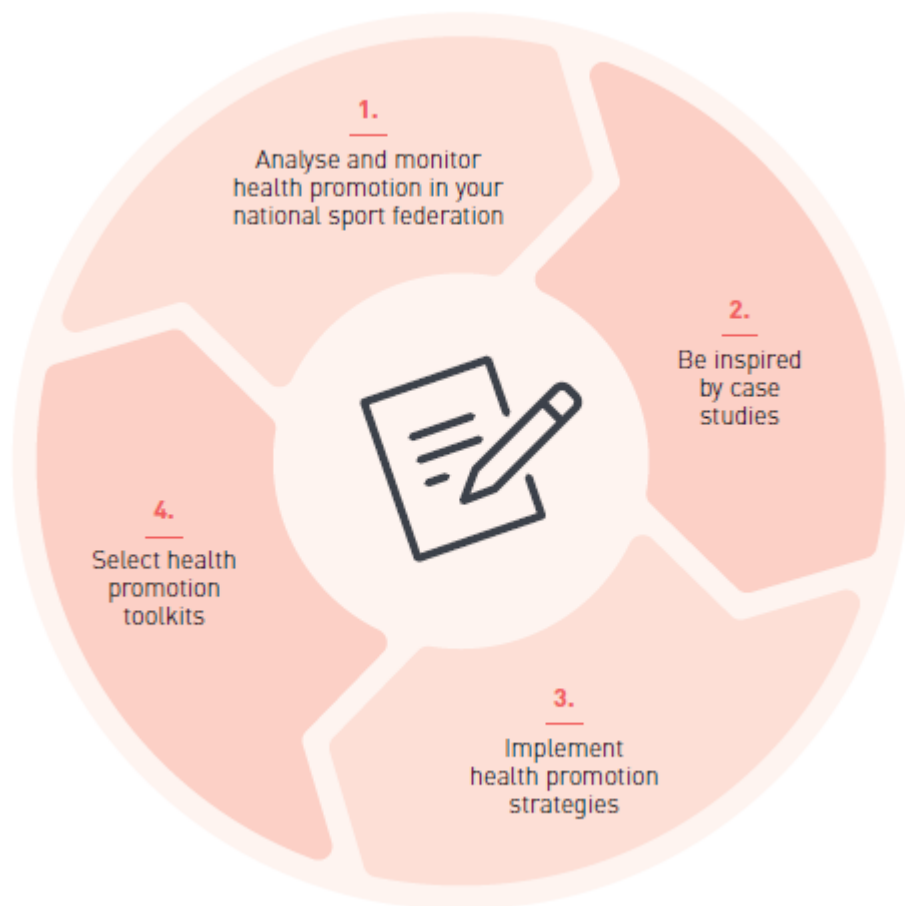 1.
Analyse and monitor
health promotion in your
national sport federation
2.
Be inspired
by case
studies
3.
Implement
health promotion
strategies
4.
Select health
promotion
toolkits